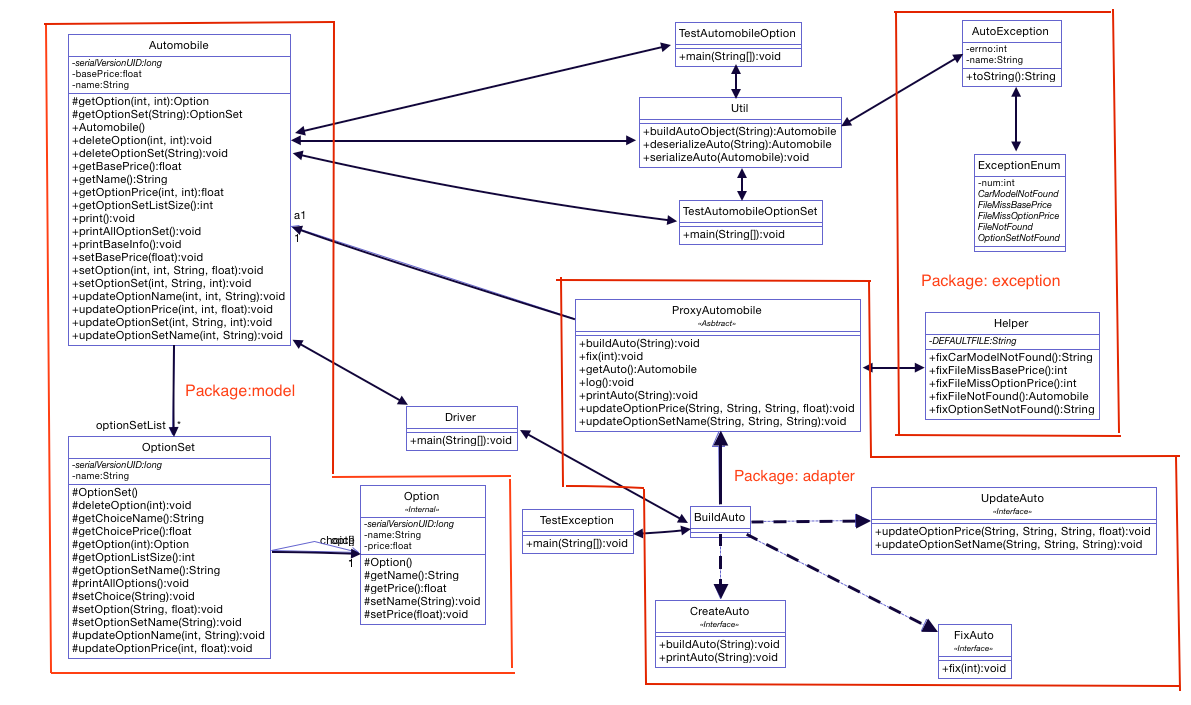 Automobile
-serialVersionUID:long
-basePrice:float
-name:String
#getOption(int, int):Option
#getOptionSet(String):OptionSet
+Automobile()
+deleteOption(int, int):void
+deleteOptionSet(String):void
+getBasePrice():float
+getName():String
+getOptionPrice(int, int):float
+getOptionSetListSize():int
+print():void
+printAllOptionSet():void
+printBaseInfo():void
+setBasePrice(float):void
+setOption(int, int, String, float):void
+setOptionSet(int, String, int):void
+updateOptionName(int, int, String):void
+updateOptionPrice(int, int, float):void
+updateOptionSet(int, String, int):void
+updateOptionSetName(int, String):void
a1
1
TestAutomobileOption
+main(String[]):void
Util
+buildAutoObject(String):Automobile
+deserializeAuto(String):Automobile
+serializeAuto(Automobile):void
TestAutomobileOptionSet
+main(String[]):void
AutoException
-errno:int
-name:String
+toString():String
ExceptionEnum
-num:int
CarModelNotFound
FileMissBasePrice
FileMissOptionPrice
FileNotFound
OptionSetNotFound
Package: exception
Helper
-DEFAULTFILE:String
+fixCarModelNotFound():String
+fixFileMissBasePrice():int
+fixFileMissOptionPrice():int
+fixFileNotFound():Automobile
+fixOptionSetNotFound():String
ProxyAutomobile
«Asbtract»
+buildAuto(String):void
+fix(int):void
+getAuto():Automobile
+log():void
+printAuto(String):void
+updateOptionPrice(String, String, String, float):void
+updateOptionSetName(String, String, String):void
Package:model
optionSetList
*
OptionSet
-serialVersionUID:long
-name:String
#OptionSet()
#deleteOption(int):void
#getChoiceName():String
#getChoicePrice():float
#getOption(int):Option
#getOptionListSize():int
#getOptionSetName():String
#printAllOptions():void
#setChoice(String):void
#setOption(String, float):void
#setOptionSetName(String):void
#updateOptionName(int, String):void
#updateOptionPrice(int, float):void
1
Option
«Internal»
-serialVersionUID:long
-name:String
-price:float
#Option()
#getName():String
#getPrice():float
#setName(String):void
#setPrice(float):void
Driver
+main(String[]):void
TestException
+main(String[]):void
Package: adapter
BuildAuto
UpdateAuto
«Interface»
+updateOptionPrice(String, String, String, float):void
+updateOptionSetName(String, String, String):void
CreateAuto
«Interface»
+buildAuto(String):void
+printAuto(String):void
FixAuto
«Interface»
+fix(int):void